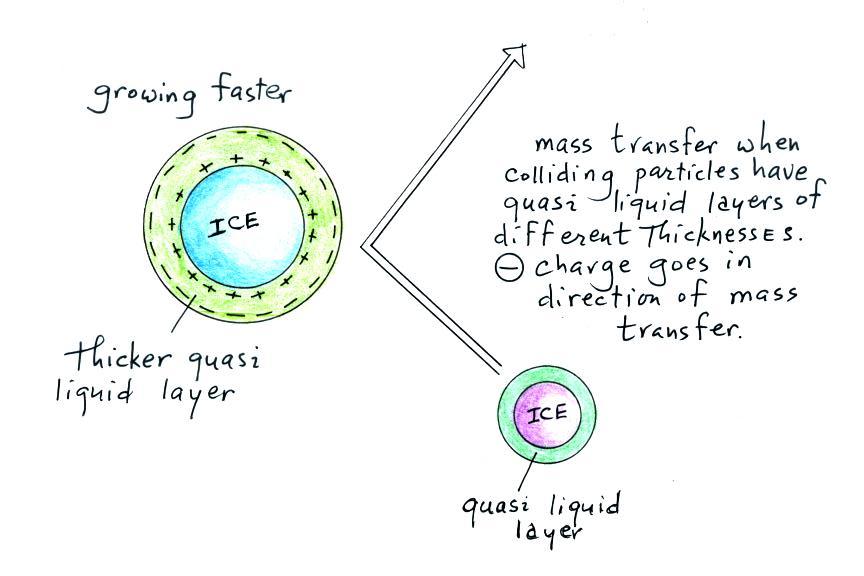 growing faster
ICE
thicker quasi
liquid layer
mass transfer when
colliding particles have
quasi liquid layers of
different ThicknESSES.
⊖ charge goes in
direction of mass
transfer.
ICE
quasi liquid
layer